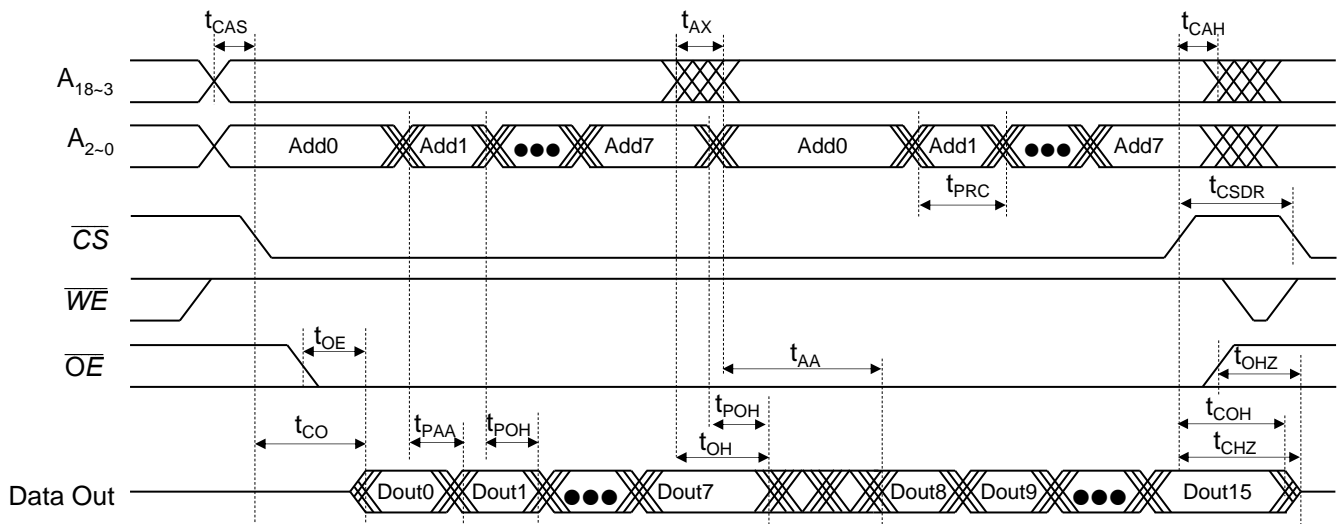 tCAS tAX tCAH
A18~3
A2~0 Add0 Add1 ●●● Add7 Add0 Add1 ●●● Add7
tPRC tCSDR
CS
WE
tOE tAA tOHZ
OE
tPOH
tCO tPAA tPOH tOH tCOH
tCHZ
Data Out Dout0 Dout1 ●●● Dout7 Dout8 Dout9 ●●● Dout15